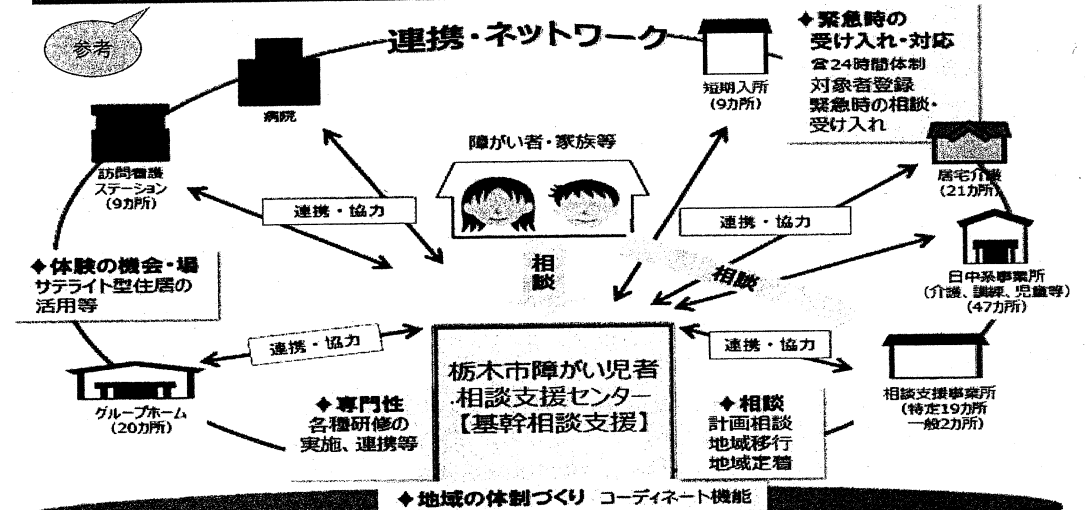 参考
連携・ネットワーク
病院
訪問看護
ステーション
(9カ所)
短期入所
(9カ所)
◆緊急時の
受け入れ・対応
☎24時間体制
対象者登録
緊急時の相談・
受け入れ
障がい者・家族等
居宅介護
(21カ所)
連携・協力
連携・協力
相談
相談
日中系事業所
(介護、訓練、児童等)
(47カ所)
◆体験の機会・場
サテライト型住居の
活用等
連携・協力
連携・協力
グループホーム
(20カ所)
◆専門性
各種研修の
実施、連携等
栃木市障がい児者
相談支援センター
【基幹相談支援】
◆相談
計画相談
地域移行
地域定着
相談支援事業所
(特定19カ所
一般2カ所)
◆地域の体制づくり コーディネート機能